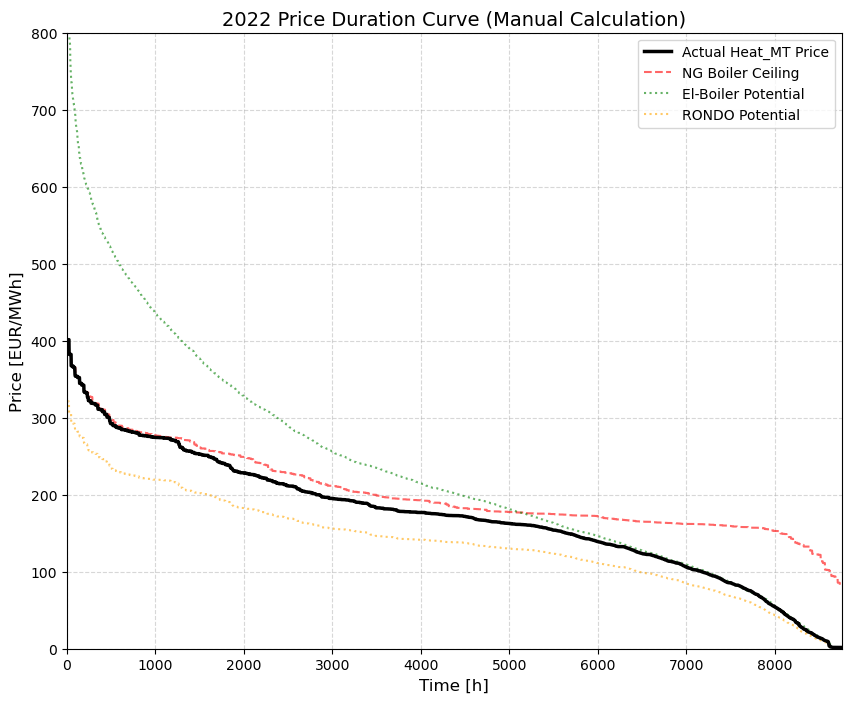 2022 Price Duration Curve (Manual Calculation)
Actual Heat_MT Price
NG Boiler Ceiling
El-Boiler Potential
RONDO Potential
Price [EUR/MWh]
800
700
600
500
400
300
200
100
0
0 1000 2000 3000 4000 5000 6000 7000 8000
Time [h]